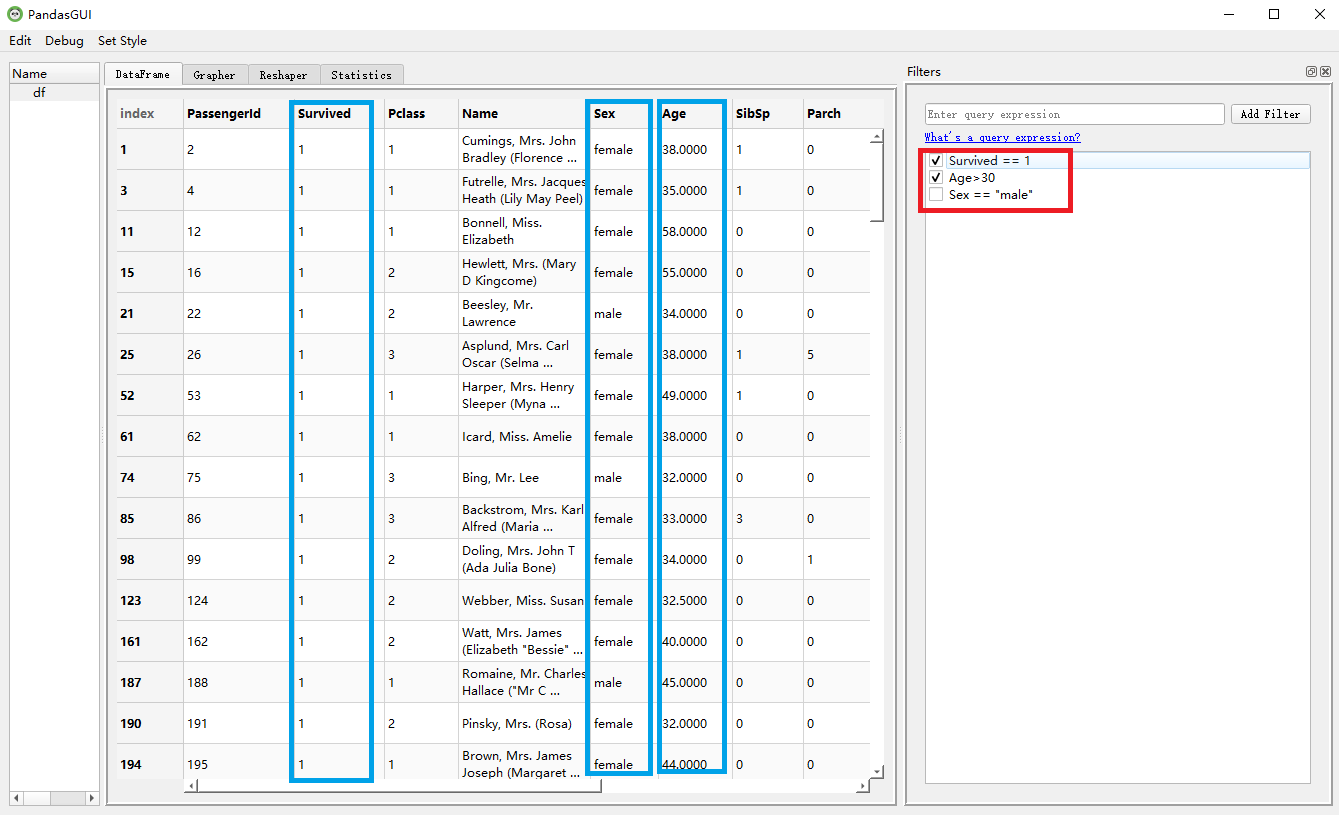 PandasGUI
Edit Debug Set Style
Name
df
DataFrame Grapher Reshaper Statistics
index PassengerId Survived Pclass Name Sex Age SibSp Parch
1 2 1 1 Cumings, Mrs. John Bradley (Florence ... female 38.0000 1 0
3 4 1 1 Futrelle, Mrs. Jacques Heath (Lily May Peel) female 35.0000 1 0
11 12 1 1 Bonnell, Miss. Elizabeth female 58.0000 0 0
15 16 1 2 Hewlett, Mrs. (Mary D Kingcome) female 55.0000 0 0
21 22 1 2 Beesley, Mr. Lawrence male 34.0000 0 0
25 26 1 3 Asplund, Mrs. Carl Oscar (Selma ... female 38.0000 1 5
52 53 1 1 Harper, Mrs. Henry Sleeper (Myna ... female 49.0000 1 0
61 62 1 1 Icard, Miss. Amelie female 38.0000 0 0
74 75 1 3 Bing, Mr. Lee male 32.0000 0 0
85 86 1 3 Backstrom, Mrs. Karl Alfred (Maria ... female 33.0000 3 0
98 99 1 2 Doling, Mrs. John T (Ada Julia Bone) female 34.0000 0 1
123 124 1 2 Webber, Miss. Susan female 32.5000 0 0
161 162 1 2 Watt, Mrs. James (Elizabeth "Bessie" ... female 40.0000 0 0
187 188 1 1 Romaine, Mr. Charles Hallace ("Mr C ... male 45.0000 0 0
190 191 1 2 Pinsky, Mrs. (Rosa) female 32.0000 0 0
194 195 1 1 Brown, Mrs. James Joseph (Margaret ... female 44.0000 0 0
Filters
Enter query expression Add Filter
What's a query expression?
Survived == 1
Age>30
Sex == "male"